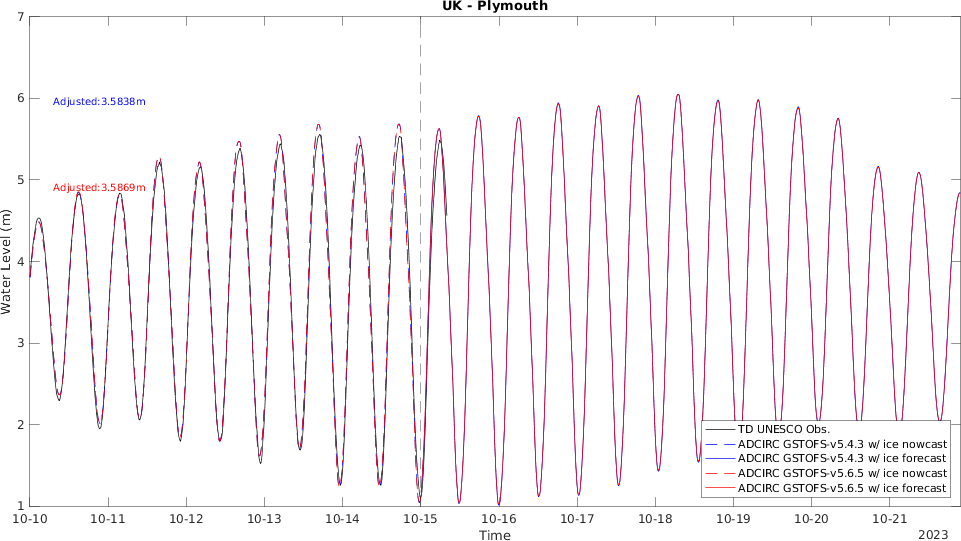 UK - Plymouth
7
6
5
4
3
2
1
Water Level (m)
Adjusted:3.5838m
Adjusted:3.5869m
TD UNESCO Obs.
ADCIRC GSTOFS-v5.4.3 w/ ice nowcast
ADCIRC GSTOFS-v5.4.3 w/ ice forecast
ADCIRC GSTOFS-v5.6.5 w/ ice nowcast
ADCIRC GSTOFS-v5.6.5 w/ ice forecast
10-10 10-11 10-12 10-13 10-14 10-15 10-16 10-17 10-18 10-19 10-20 10-21
Time
2023